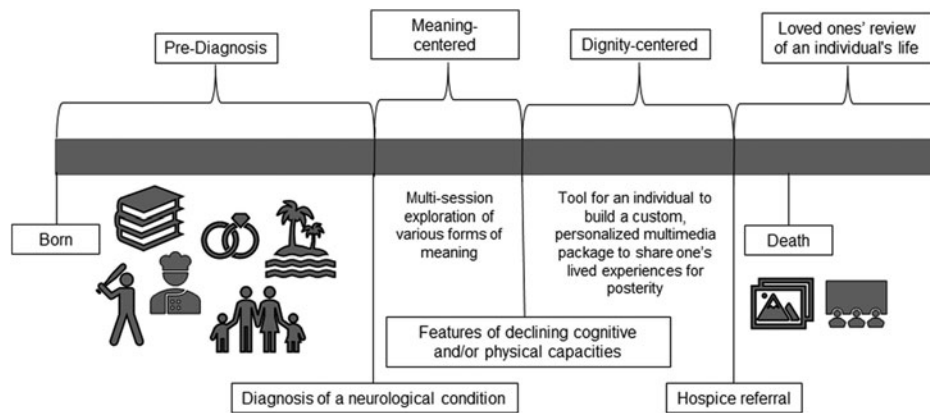 Pre-Diagnosis
Meaning-
centered
Dignity-centered
Loved ones' review
of an individual's life
Born
Multi-session
exploration of
various forms of
meaning
Tool for an individual to
build a custom,
personalized multimedia
package to share one's
lived experiences for
posterity
Death
Features of declining cognitive
and/or physical capacities
Diagnosis of a neurological condition
Hospice referral